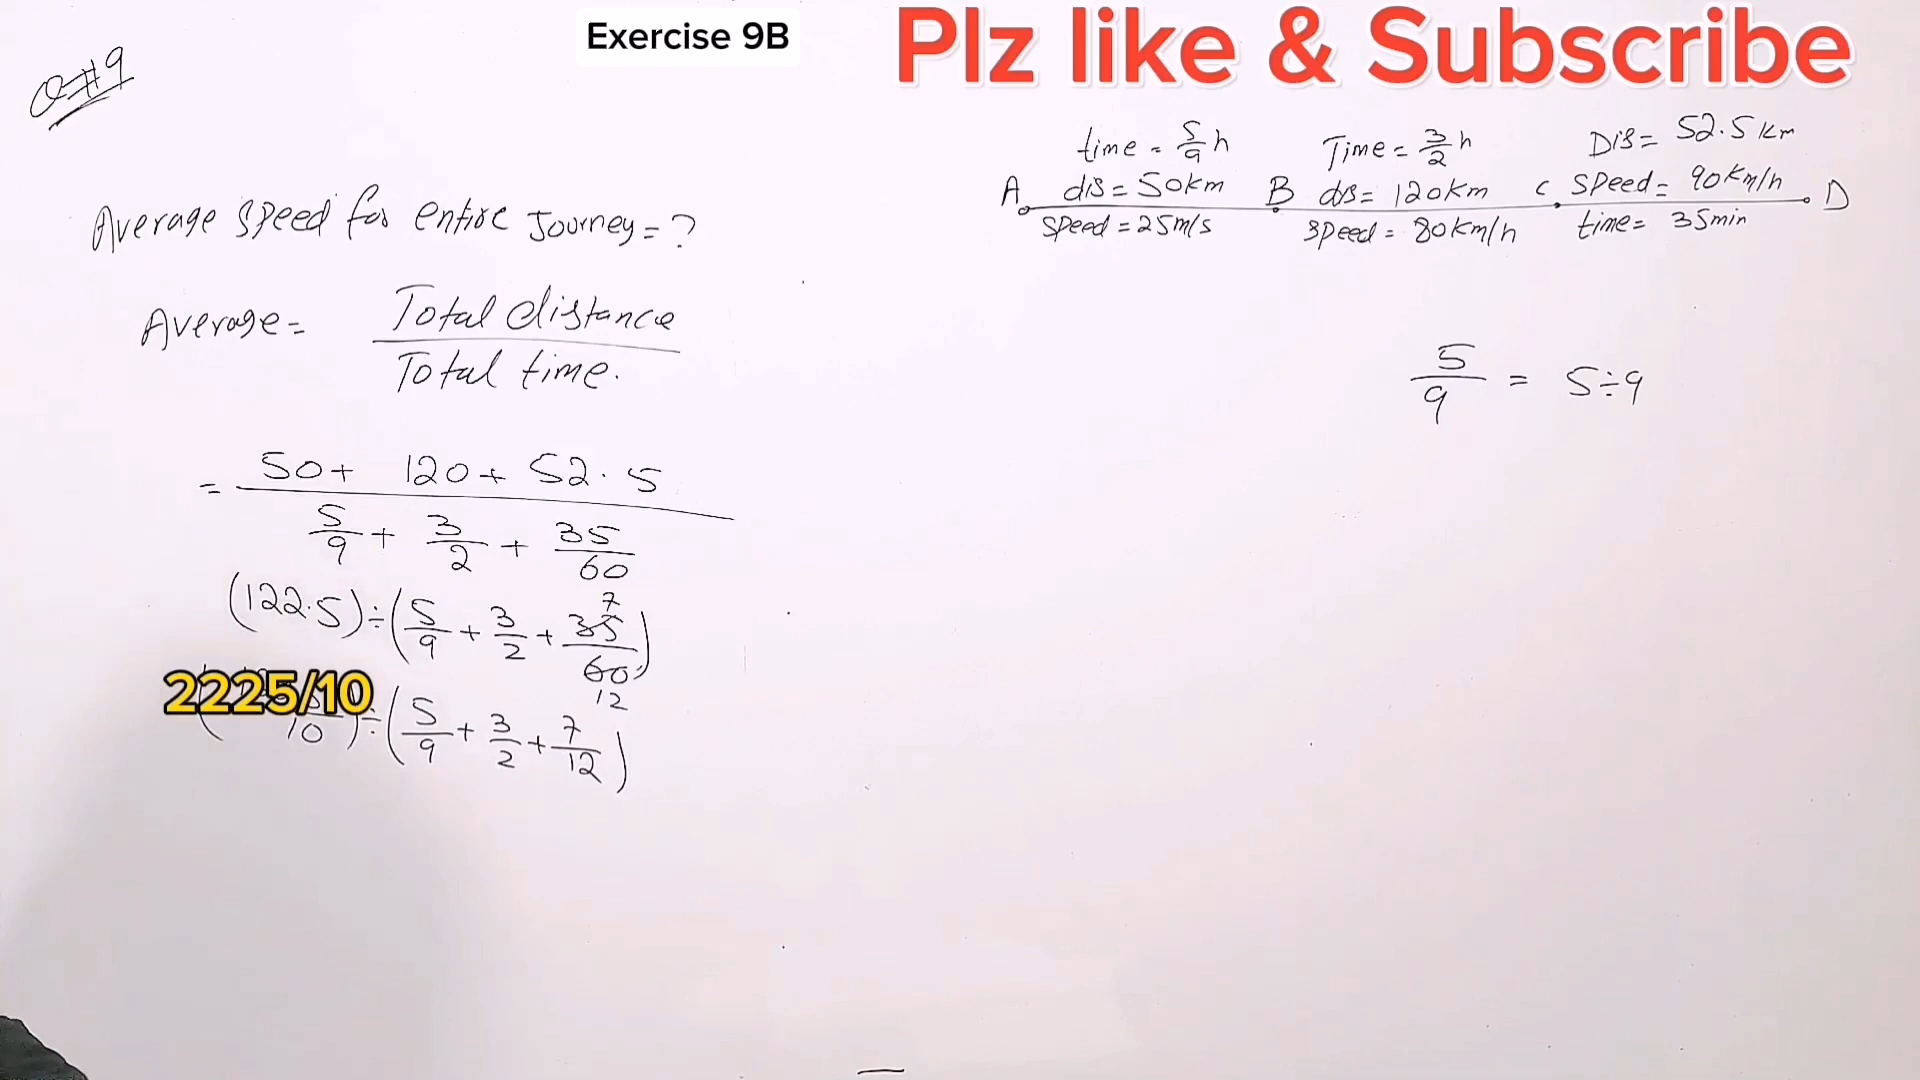 Exercise 9B
Plz like & Subscribe
Q#9
time = 5/9 h Time = 3/2 h Dis = 52.5 km
A dis = 50km B dis = 120km C Speed = 90km/h D
Speed = 25m/s speed = 80km/h time = 35min
Average speed for entire Journey = ?
Average = Total distance / Total time.
5/9 = 5÷9
= 50+ 120+ 52.5 / 5/9 + 3/2 + 35/60
(122.5) ÷ (5/9 + 3/2 + 35/60)
7
12
2225/10
10) ÷ (5/9 + 3/2 + 7/12)